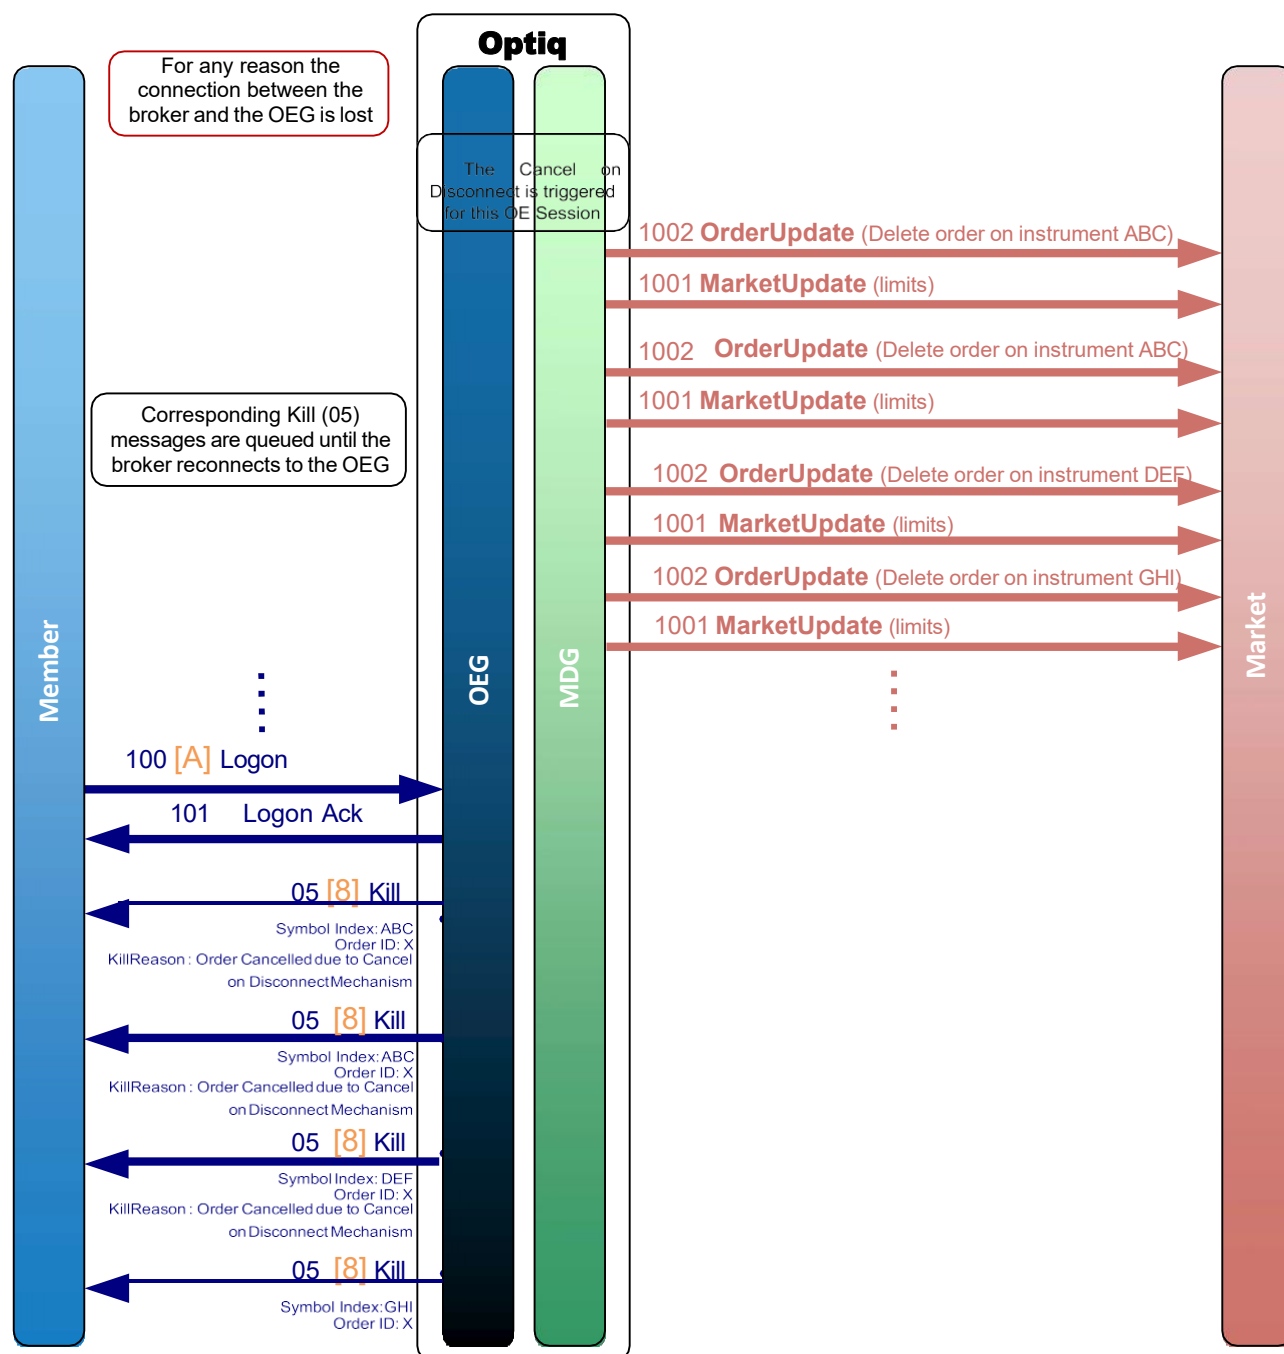 Optiq
For any reason the
connection between the
broker and the OEG is lost
The Cancel on
Disconnect is triggered
for this OE Session
1002 OrderUpdate (Delete order on instrument ABC)
1001 MarketUpdate (limits)
1002 OrderUpdate (Delete order on instrument ABC)
1001 MarketUpdate (limits)
Corresponding Kill (05)
messages are queued until the
broker reconnects to the OEG
1002 OrderUpdate (Delete order on instrument DEF)
1001 MarketUpdate (limits)
1002 OrderUpdate (Delete order on instrument GHI)
1001 MarketUpdate (limits)
Member
OEG
MDG
Market
100 [A] Logon
101 Logon Ack
05 [8] Kill
Symbol Index: ABC
Order ID: X
KillReason : Order Cancelled due to Cancel
on Disconnect Mechanism
05 [8] Kill
Symbol Index: ABC
Order ID: X
KillReason : Order Cancelled due to Cancel
on Disconnect Mechanism
05 [8] Kill
Symbol Index: DEF
Order ID: X
KillReason : Order Cancelled due to Cancel
on Disconnect Mechanism
05 [8] Kill
Symbol Index: GHI
Order ID: X